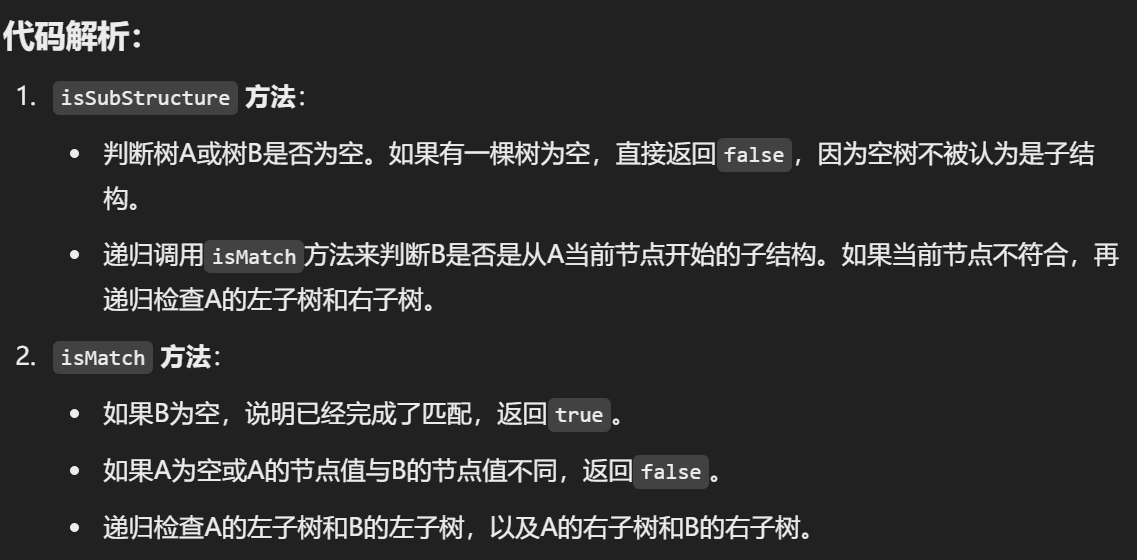 代码解析：
1. isSubStructure 方法：
• 判断树A或树B是否为空。如果有一棵树为空，直接返回 false ，因为空树不被认为是子结
构。
• 递归调用 isMatch 方法来判断B是否是从A当前节点开始的子结构。如果当前节点不符合，再
递归检查A的左子树和右子树。
2. isMatch 方法：
• 如果B为空，说明已经完成了匹配，返回 true 。
• 如果A为空或A的节点值与B的节点值不同，返回 false 。
• 递归检查A的左子树和B的左子树，以及A的右子树和B的右子树。